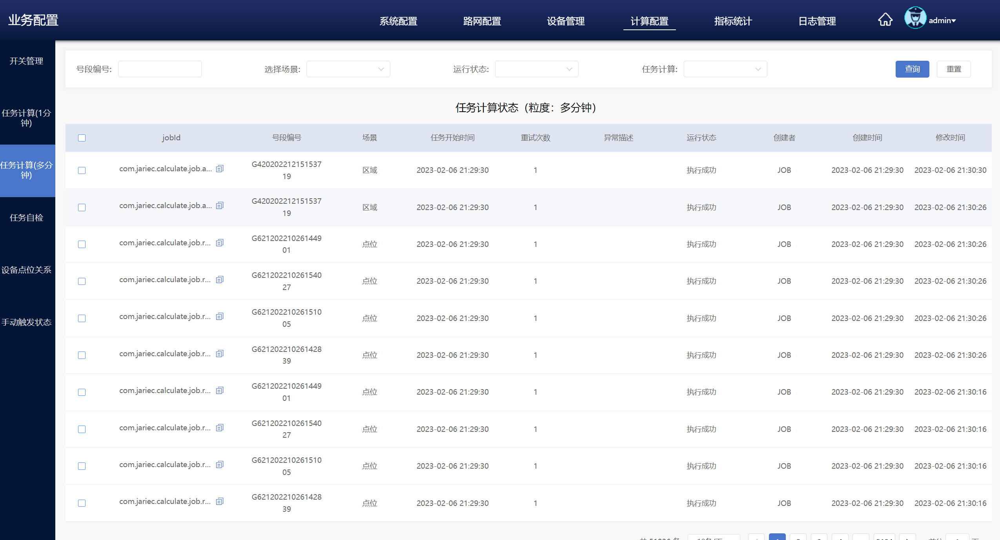 业务配置
系统配置 路网配置 设备管理 计算配置 指标统计 日志管理 admin
开关管理
任务计算(1分
钟)
任务计算(多分
钟)
任务自检
设备点位关系
手动触发状态
号段编号: 选择场景: 运行状态: 任务计算: 查询 重置
任务计算状态（粒度：多分钟）
jobId 号段编号 场景 任务开始时间 重试次数 异常描述 运行状态 创建者 创建时间 修改时间
com.jariec.calculate.job.a... G420202212151537
19 区域 2023-02-06 21:29:30 1 执行成功 JOB 2023-02-06 21:29:30 2023-02-06 21:30:30
com.jariec.calculate.job.a... G420202212151537
19 区域 2023-02-06 21:29:30 1 执行成功 JOB 2023-02-06 21:29:30 2023-02-06 21:30:26
com.jariec.calculate.job.r... G621202210261449
01 点位 2023-02-06 21:29:30 1 执行成功 JOB 2023-02-06 21:29:30 2023-02-06 21:30:26
com.jariec.calculate.job.r... G621202210261540
27 点位 2023-02-06 21:29:30 1 执行成功 JOB 2023-02-06 21:29:30 2023-02-06 21:30:26
com.jariec.calculate.job.r... G621202210261510
05 点位 2023-02-06 21:29:30 1 执行成功 JOB 2023-02-06 21:29:30 2023-02-06 21:30:26
com.jariec.calculate.job.r... G621202210261428
39 点位 2023-02-06 21:29:30 1 执行成功 JOB 2023-02-06 21:29:30 2023-02-06 21:30:26
com.jariec.calculate.job.r... G621202210261449
01 点位 2023-02-06 21:29:30 1 执行成功 JOB 2023-02-06 21:29:30 2023-02-06 21:30:16
com.jariec.calculate.job.r... G621202210261540
27 点位 2023-02-06 21:29:30 1 执行成功 JOB 2023-02-06 21:29:30 2023-02-06 21:30:16
com.jariec.calculate.job.r... G621202210261510
05 点位 2023-02-06 21:29:30 1 执行成功 JOB 2023-02-06 21:29:30 2023-02-06 21:30:16
com.jariec.calculate.job.r... G621202210261428
39 点位 2023-02-06 21:29:30 1 执行成功 JOB 2023-02-06 21:29:30 2023-02-06 21:30:16